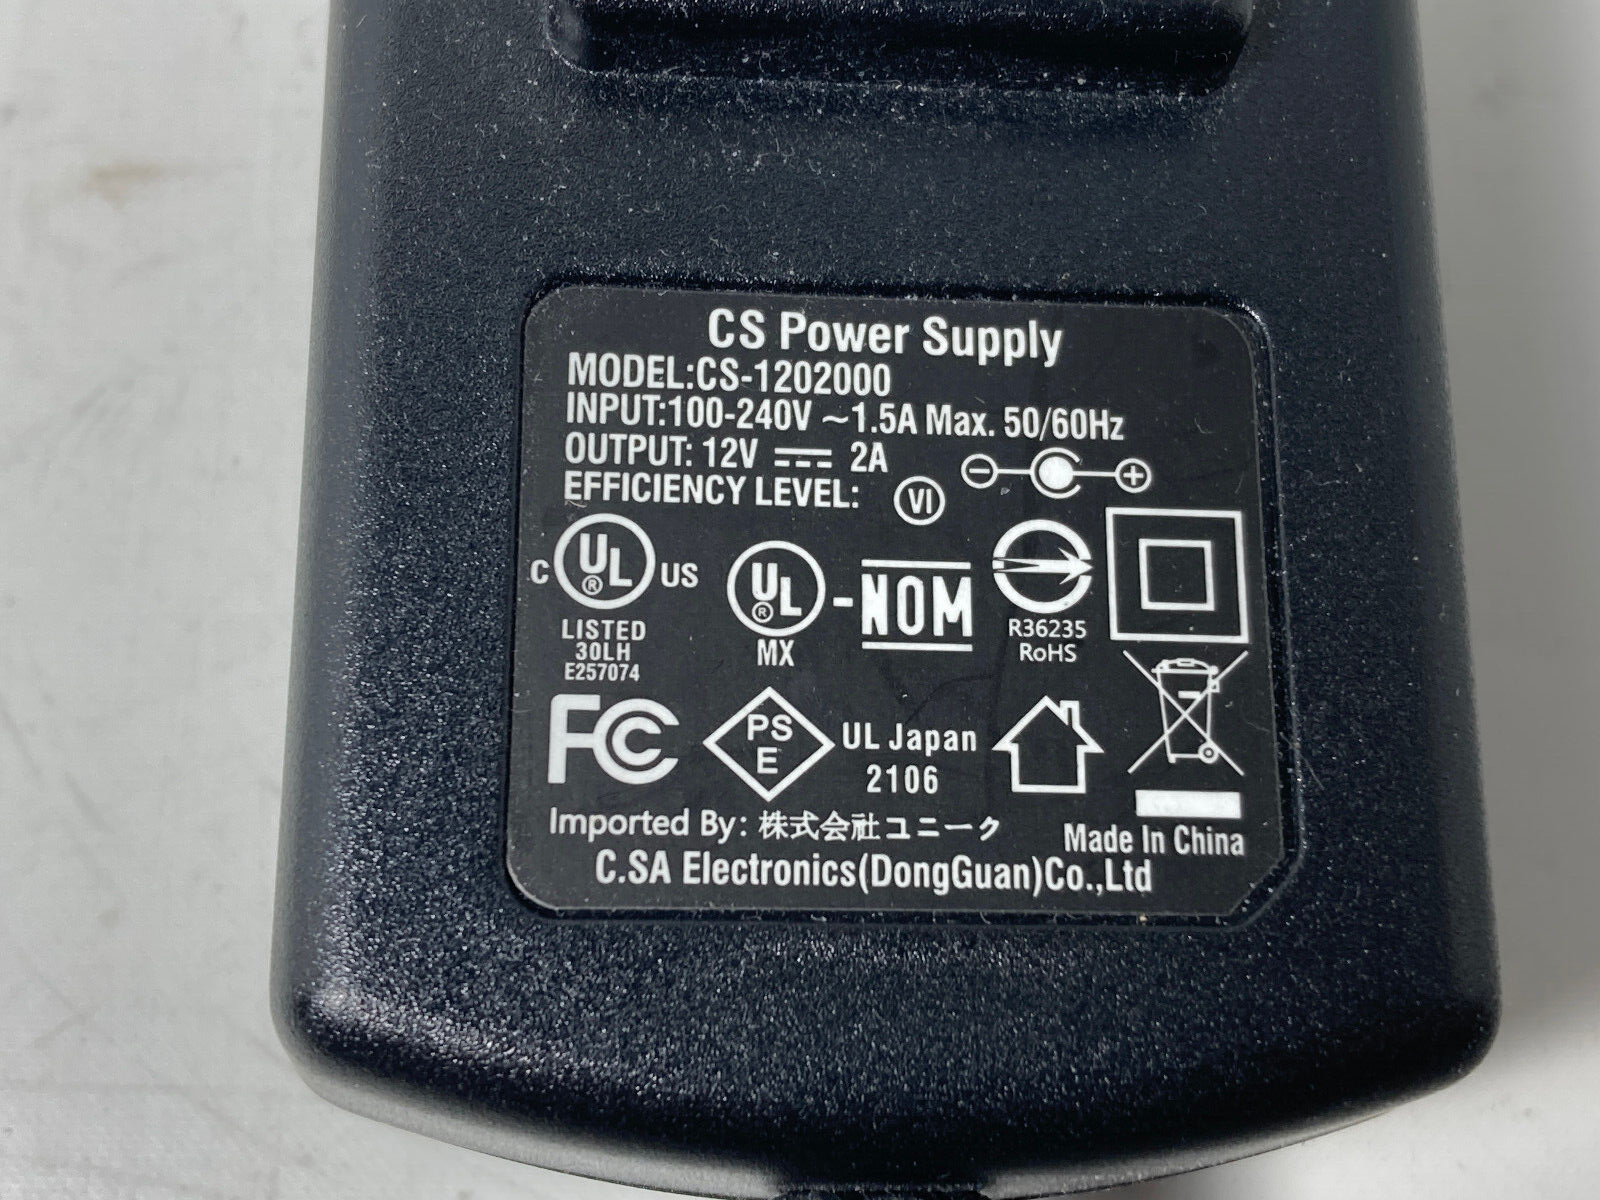 CS Power Supply
MODEL:CS-1202000
INPUT:100-240V ~1.5A Max. 50/60Hz
OUTPUT: 12V ⎓ 2A
EFFICIENCY LEVEL: VI
C UL ® US
LISTED
30LH
E257074
UL ®
MX
-NOM
R36235
RoHS
FC
PS
E
UL Japan
2106
Imported By: 株式会社ユニーク
Made In China
C.SA Electronics(DongGuan)Co.,Ltd